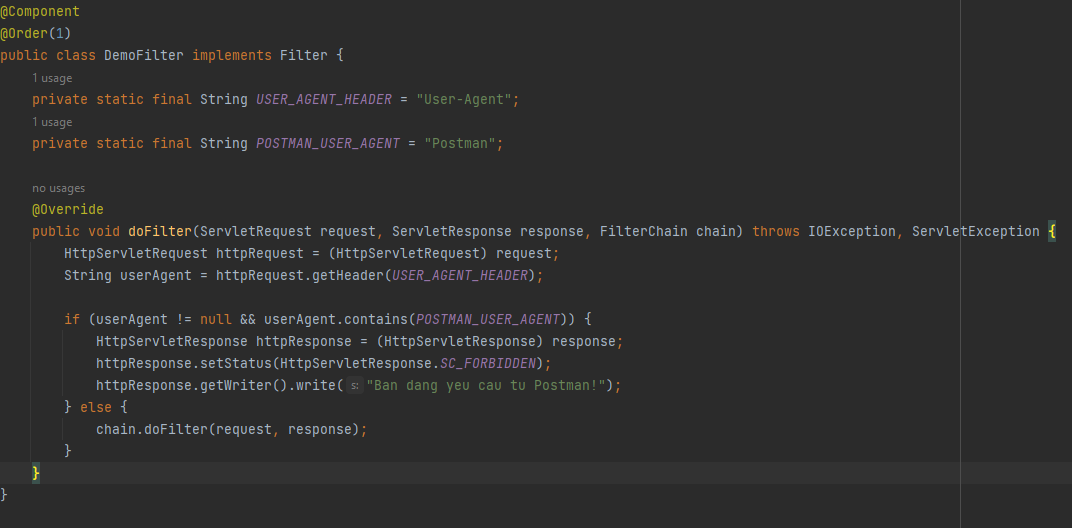 @Component
@Order(1)
public class DemoFilter implements Filter {
1 usage
private static final String USER_AGENT_HEADER = "User-Agent";
1 usage
private static final String POSTMAN_USER_AGENT = "Postman";
no usages
@Override
public void doFilter(ServletRequest request, ServletResponse response, FilterChain chain) throws IOException, ServletException {
HttpServletRequest httpRequest = (HttpServletRequest) request;
String userAgent = httpRequest.getHeader(USER_AGENT_HEADER);
if (userAgent != null && userAgent.contains(POSTMAN_USER_AGENT)) {
HttpServletResponse httpResponse = (HttpServletResponse) response;
httpResponse.setStatus(HttpServletResponse.SC_FORBIDDEN);
httpResponse.getWriter().write( s: "Ban dang yeu cau tu Postman!");
} else {
chain.doFilter(request, response);
}
}
}